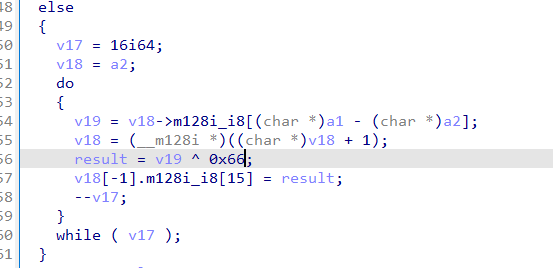 48 else
49 {
50 v17 = 16i64;
51 v18 = a2;
52 do
53 {
54 v19 = v18->m128i_i8[(char *)a1 - (char *)a2];
55 v18 = (__m128i *)((char *)v18 + 1);
56 result = v19 ^ 0x66;
57 v18[-1].m128i_i8[15] = result;
58 --v17;
59 }
60 while ( v17 );
61 }